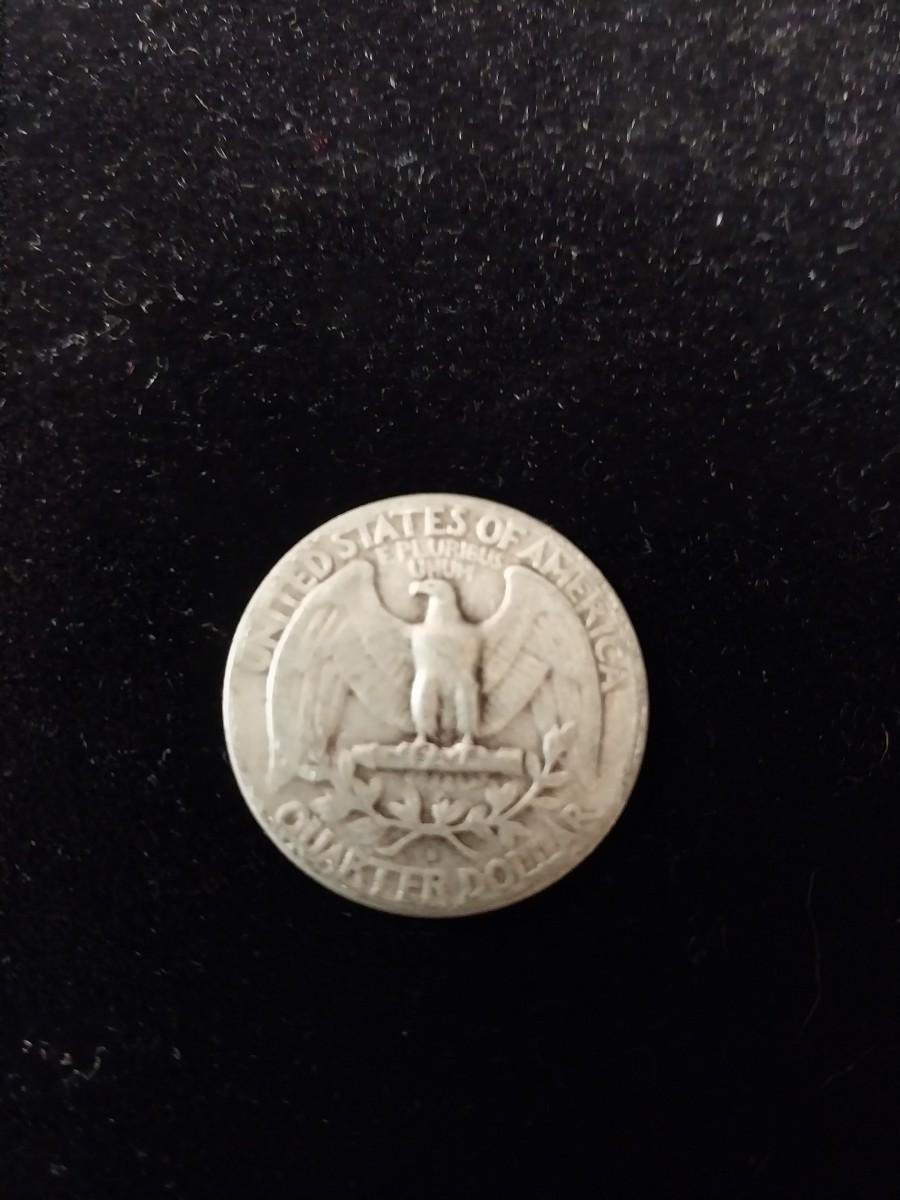 UNITED STATES OF AMERICA
E PLURIBUS
UNUM
QUARTER DOLLAR